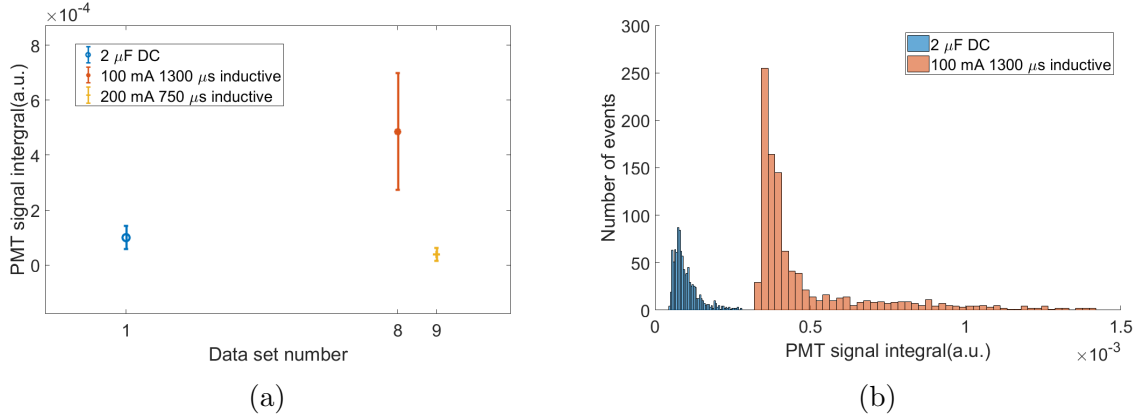 ×10⁻⁴
8
6
4
2
0
PMT signal intergral(a.u.)
2 μF DC
100 mA 1300 μs inductive
200 mA 750 μs inductive
1
8
9
Data set number
(a)
300
250
200
150
100
50
0
Number of events
2 μF DC
100 mA 1300 μs inductive
0
0.5
1
1.5
PMT signal integral(a.u.)
×10⁻³
(b)